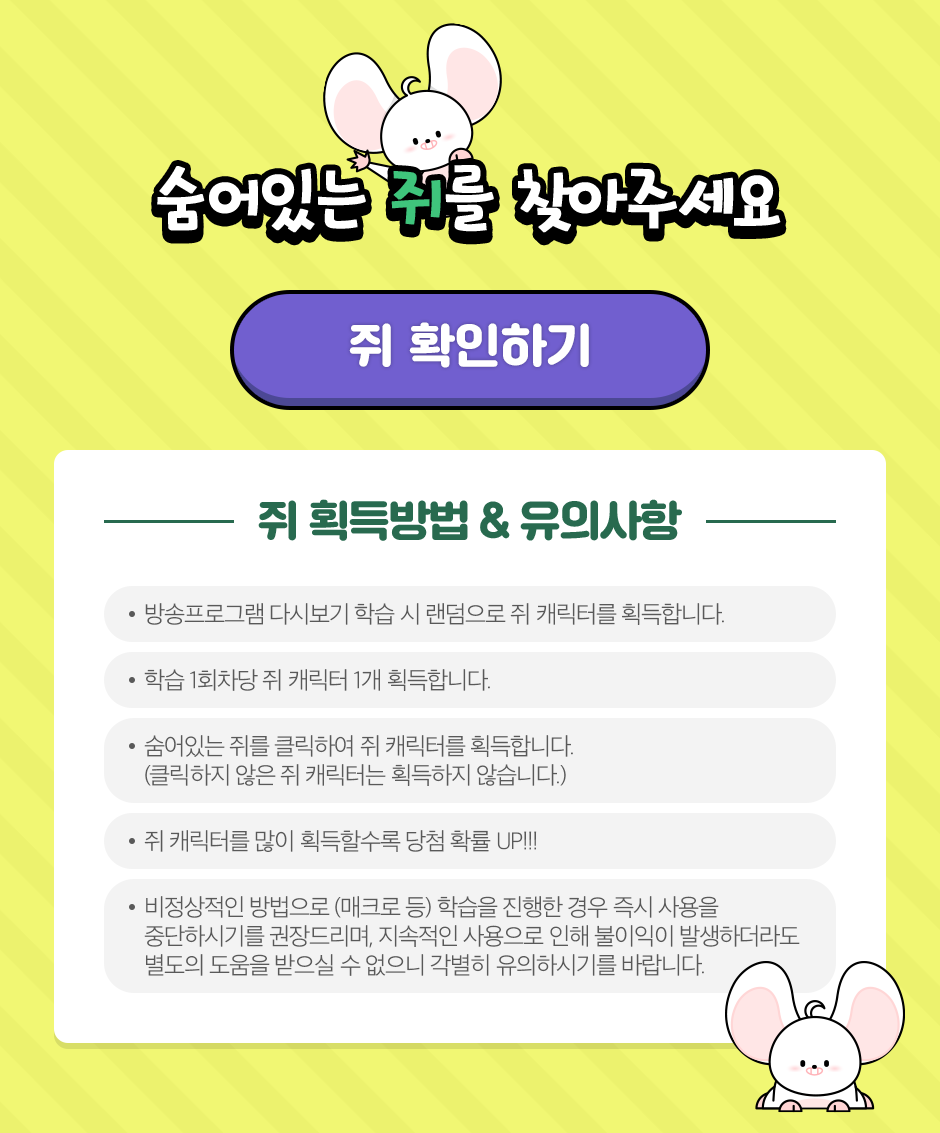 숨어있는 쥐를 찾아주세요
쥐 확인하기
쥐 획득방법 & 유의사항
• 방송프로그램 다시보기 학습 시 랜덤으로 쥐 캐릭터를 획득합니다.
• 학습 1회차당 쥐 캐릭터 1개 획득합니다.
• 숨어있는 쥐를 클릭하여 쥐 캐릭터를 획득합니다.
(클릭하지 않은 쥐 캐릭터는 획득하지 않습니다.)
• 쥐 캐릭터를 많이 획득할수록 당첨 확률 UP!!!
• 비정상적인 방법으로 (매크로 등) 학습을 진행한 경우 즉시 사용을
중단하시기를 권장드리며, 지속적인 사용으로 인해 불이익이 발생하더라도
별도의 도움을 받으실 수 없으니 각별히 유의하시기를 바랍니다.